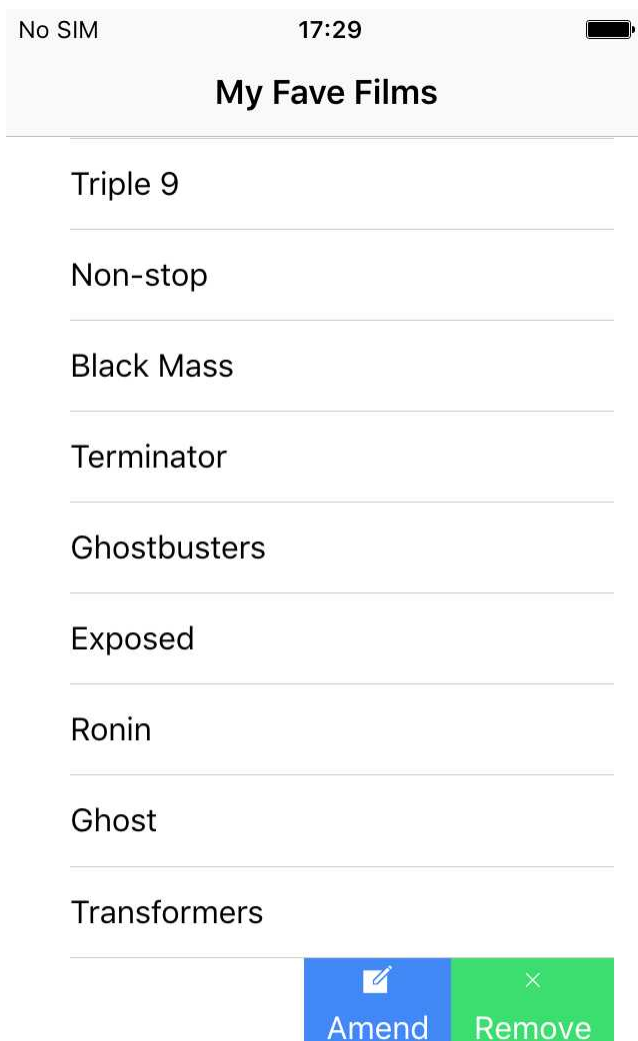 No SIM 17:29
My Fave Films
Triple 9
Non-stop
Black Mass
Terminator
Ghostbusters
Exposed
Ronin
Ghost
Transformers
Amend Remove